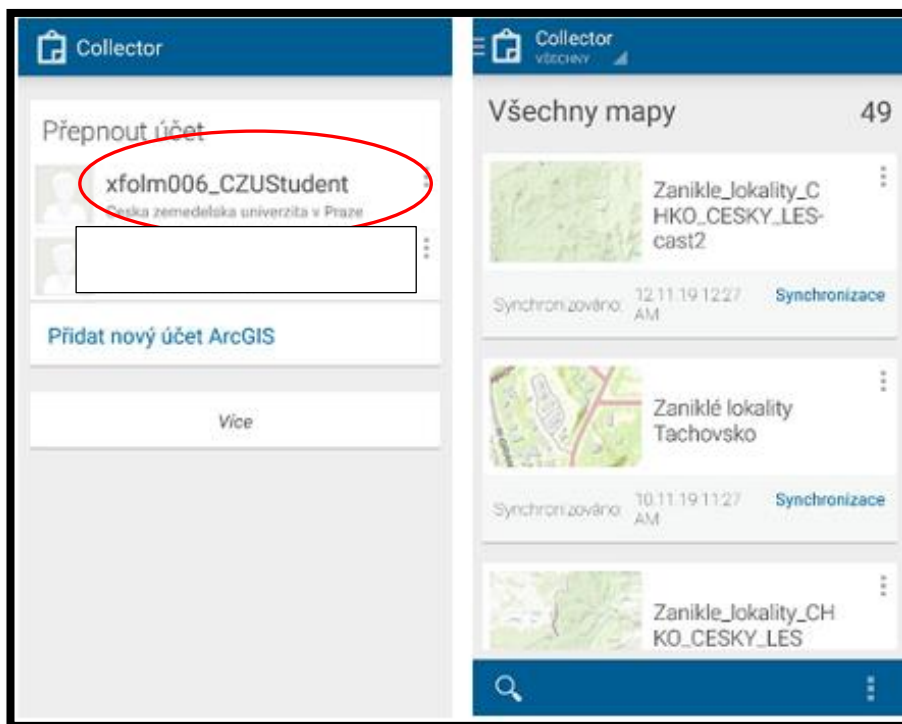 Collector
Přepnout účet
xfolm006_CZUStudent
Ceska zemedelska univerzita v Praze
Přidat nový účet ArcGIS
Více
Collector
VŠECHNY
Všechny mapy 49
Zanikle_lokality_C
HKO_CESKY_LES-
cast2
Synchronizováno: 12.11.19 12:27
AM
Synchronizace
Zaniklé lokality
Tachovsko
Synchronizováno: 10.11.19 11:27
AM
Synchronizace
Zanikle_lokality_CH
KO_CESKY_LES